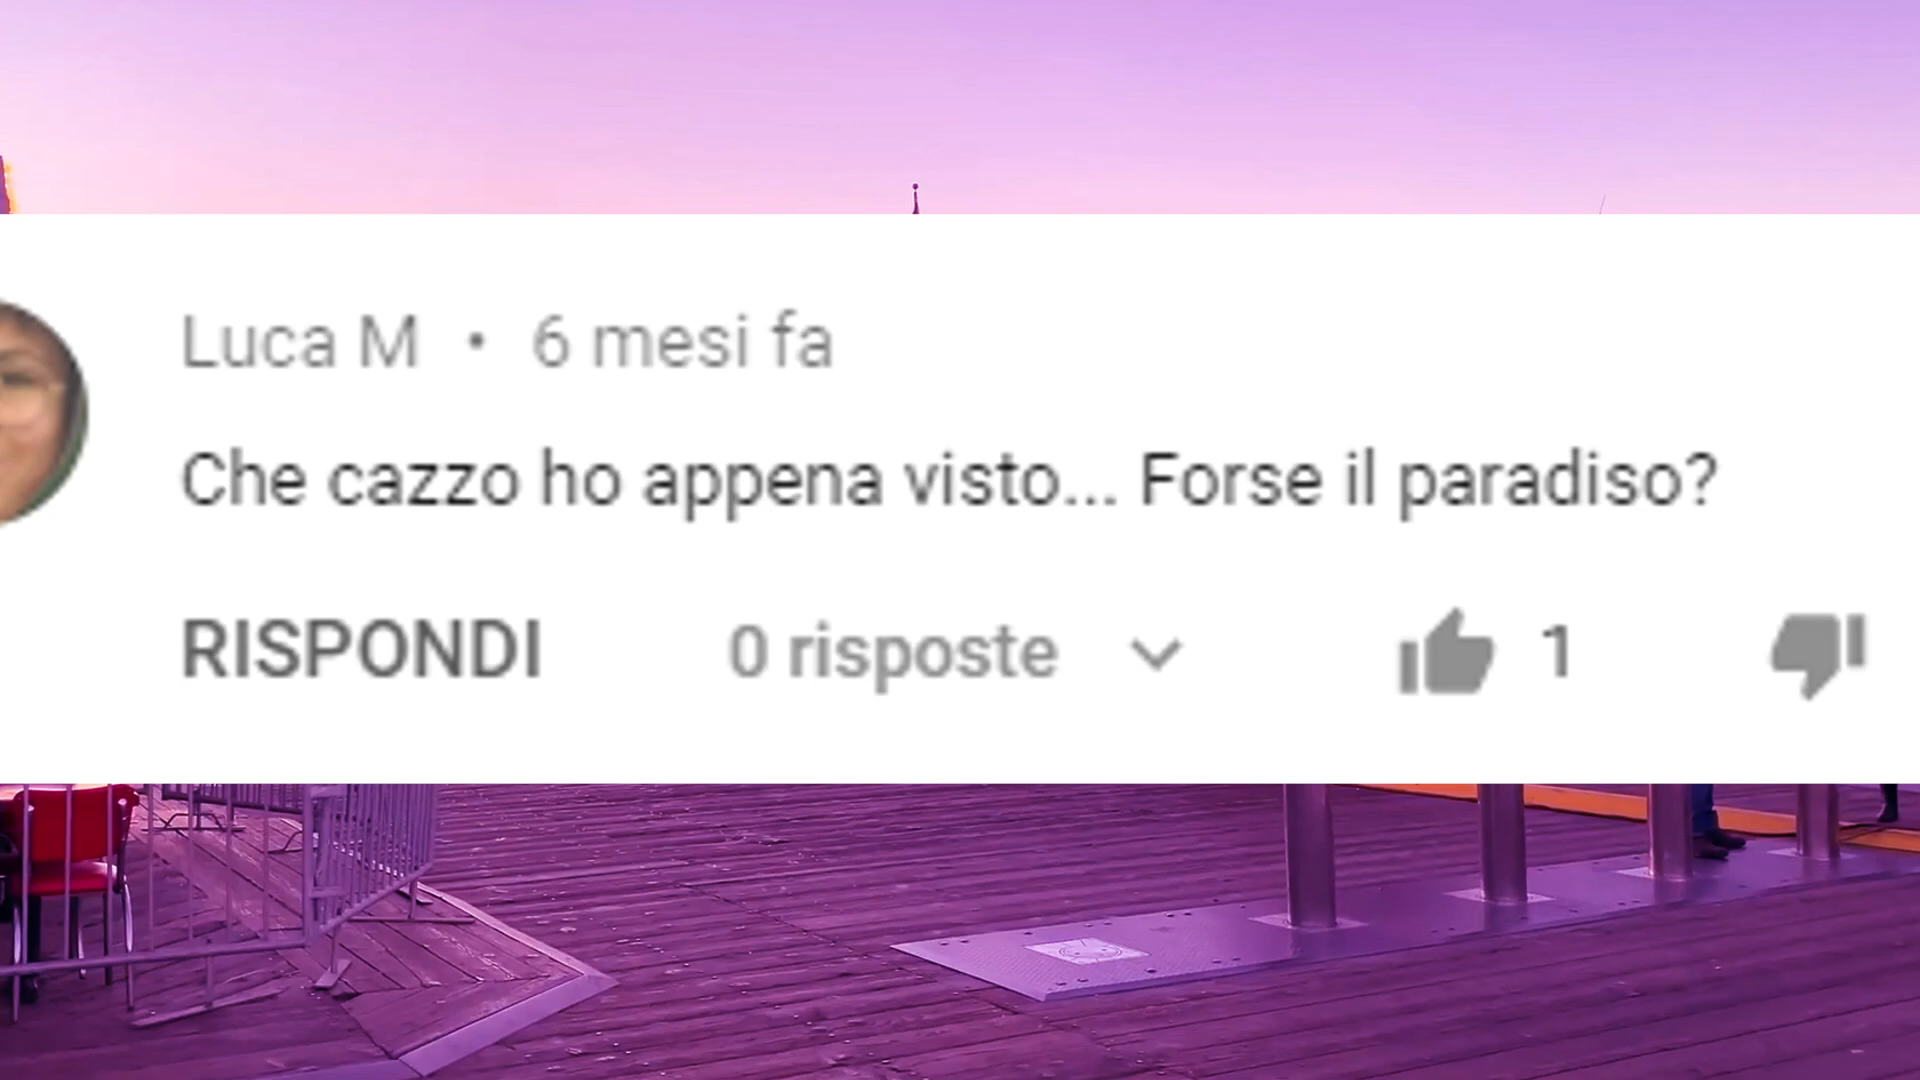 Luca M • 6 mesi fa
Che cazzo ho appena visto... Forse il paradiso?
RISPONDI 0 risposte 1